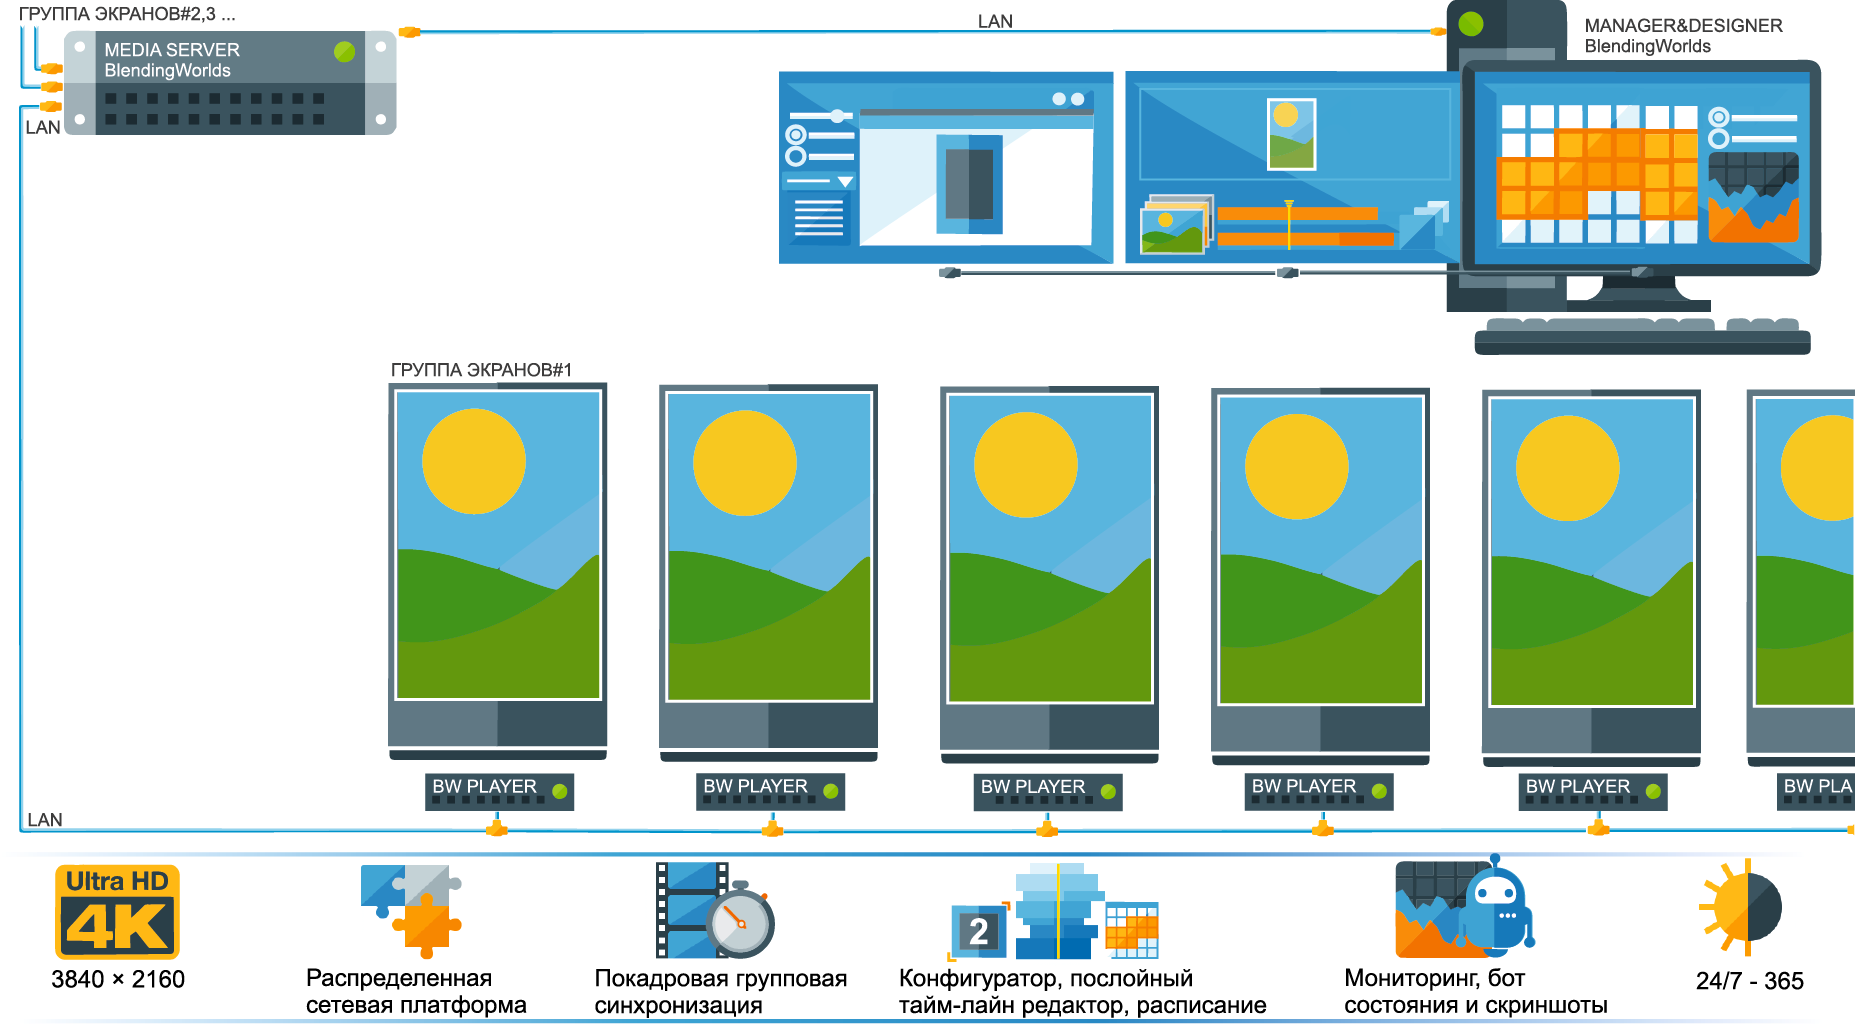 ГРУППА ЭКРАНОВ#2,3 ...
MEDIA SERVER
BlendingWorlds
LAN
LAN
MANAGER&DESIGNER
BlendingWorlds
ГРУППА ЭКРАНОВ#1
BW PLAYER
BW PLAYER
BW PLAYER
BW PLAYER
BW PLAYER
BW PLA
LAN
Ultra HD
4K
3840 × 2160
Распределенная
сетевая платформа
Покадровая групповая
синхронизация
2
Конфигуратор, послойный
тайм-лайн редактор, расписание
Мониторинг, бот
состояния и скриншоты
24/7 - 365